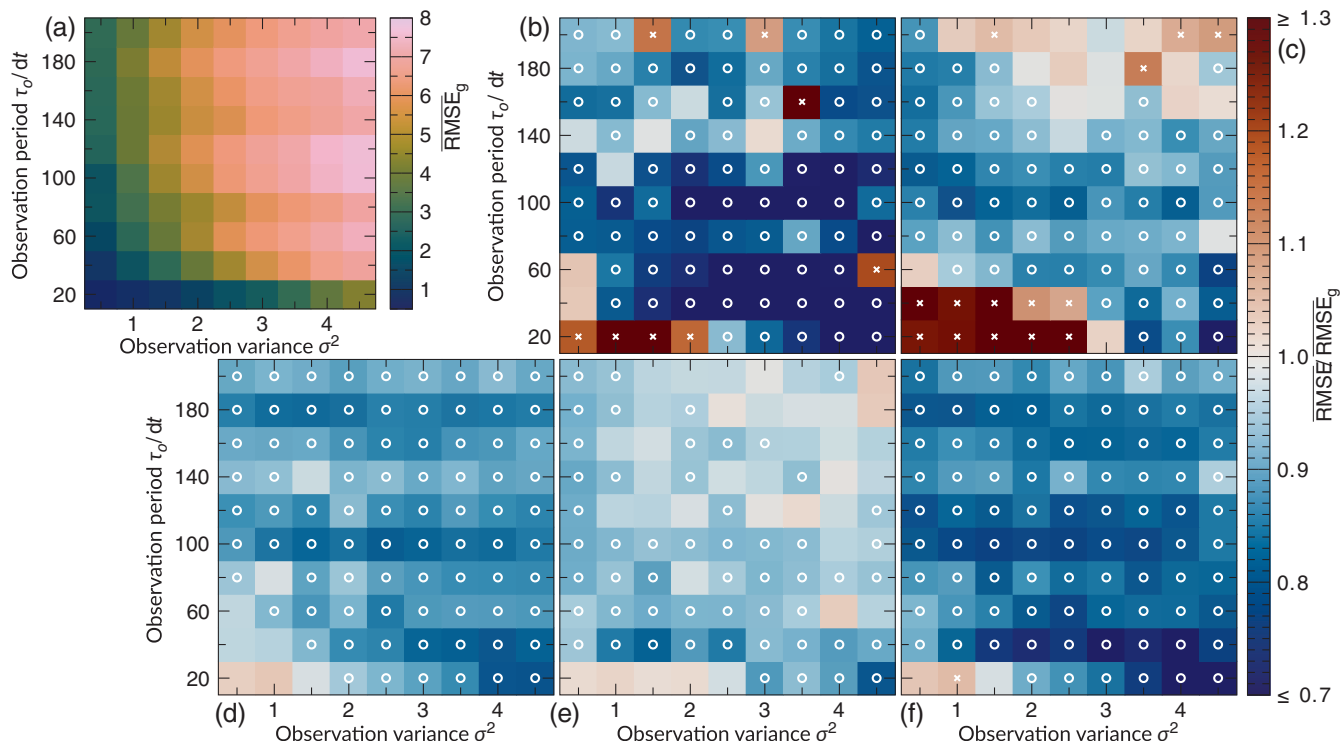 (a)
Observation period τo/dt
180
140
100
60
20
1 2 3 4
Observation variance σ²
8
7
6
5
4
3
2
1
RMSEg
(b)
Observation period τo/dt
180
140
100
60
20
(c)
≥ 1.3
1.2
1.1
1.0
0.9
0.8
≤ 0.7
RMSE/RMSEg
Observation period τo/dt
180
140
100
60
20
(d)
1 2 3 4
Observation variance σ²
(e)
1 2 3 4
Observation variance σ²
(f)
1 2 3 4
Observation variance σ²